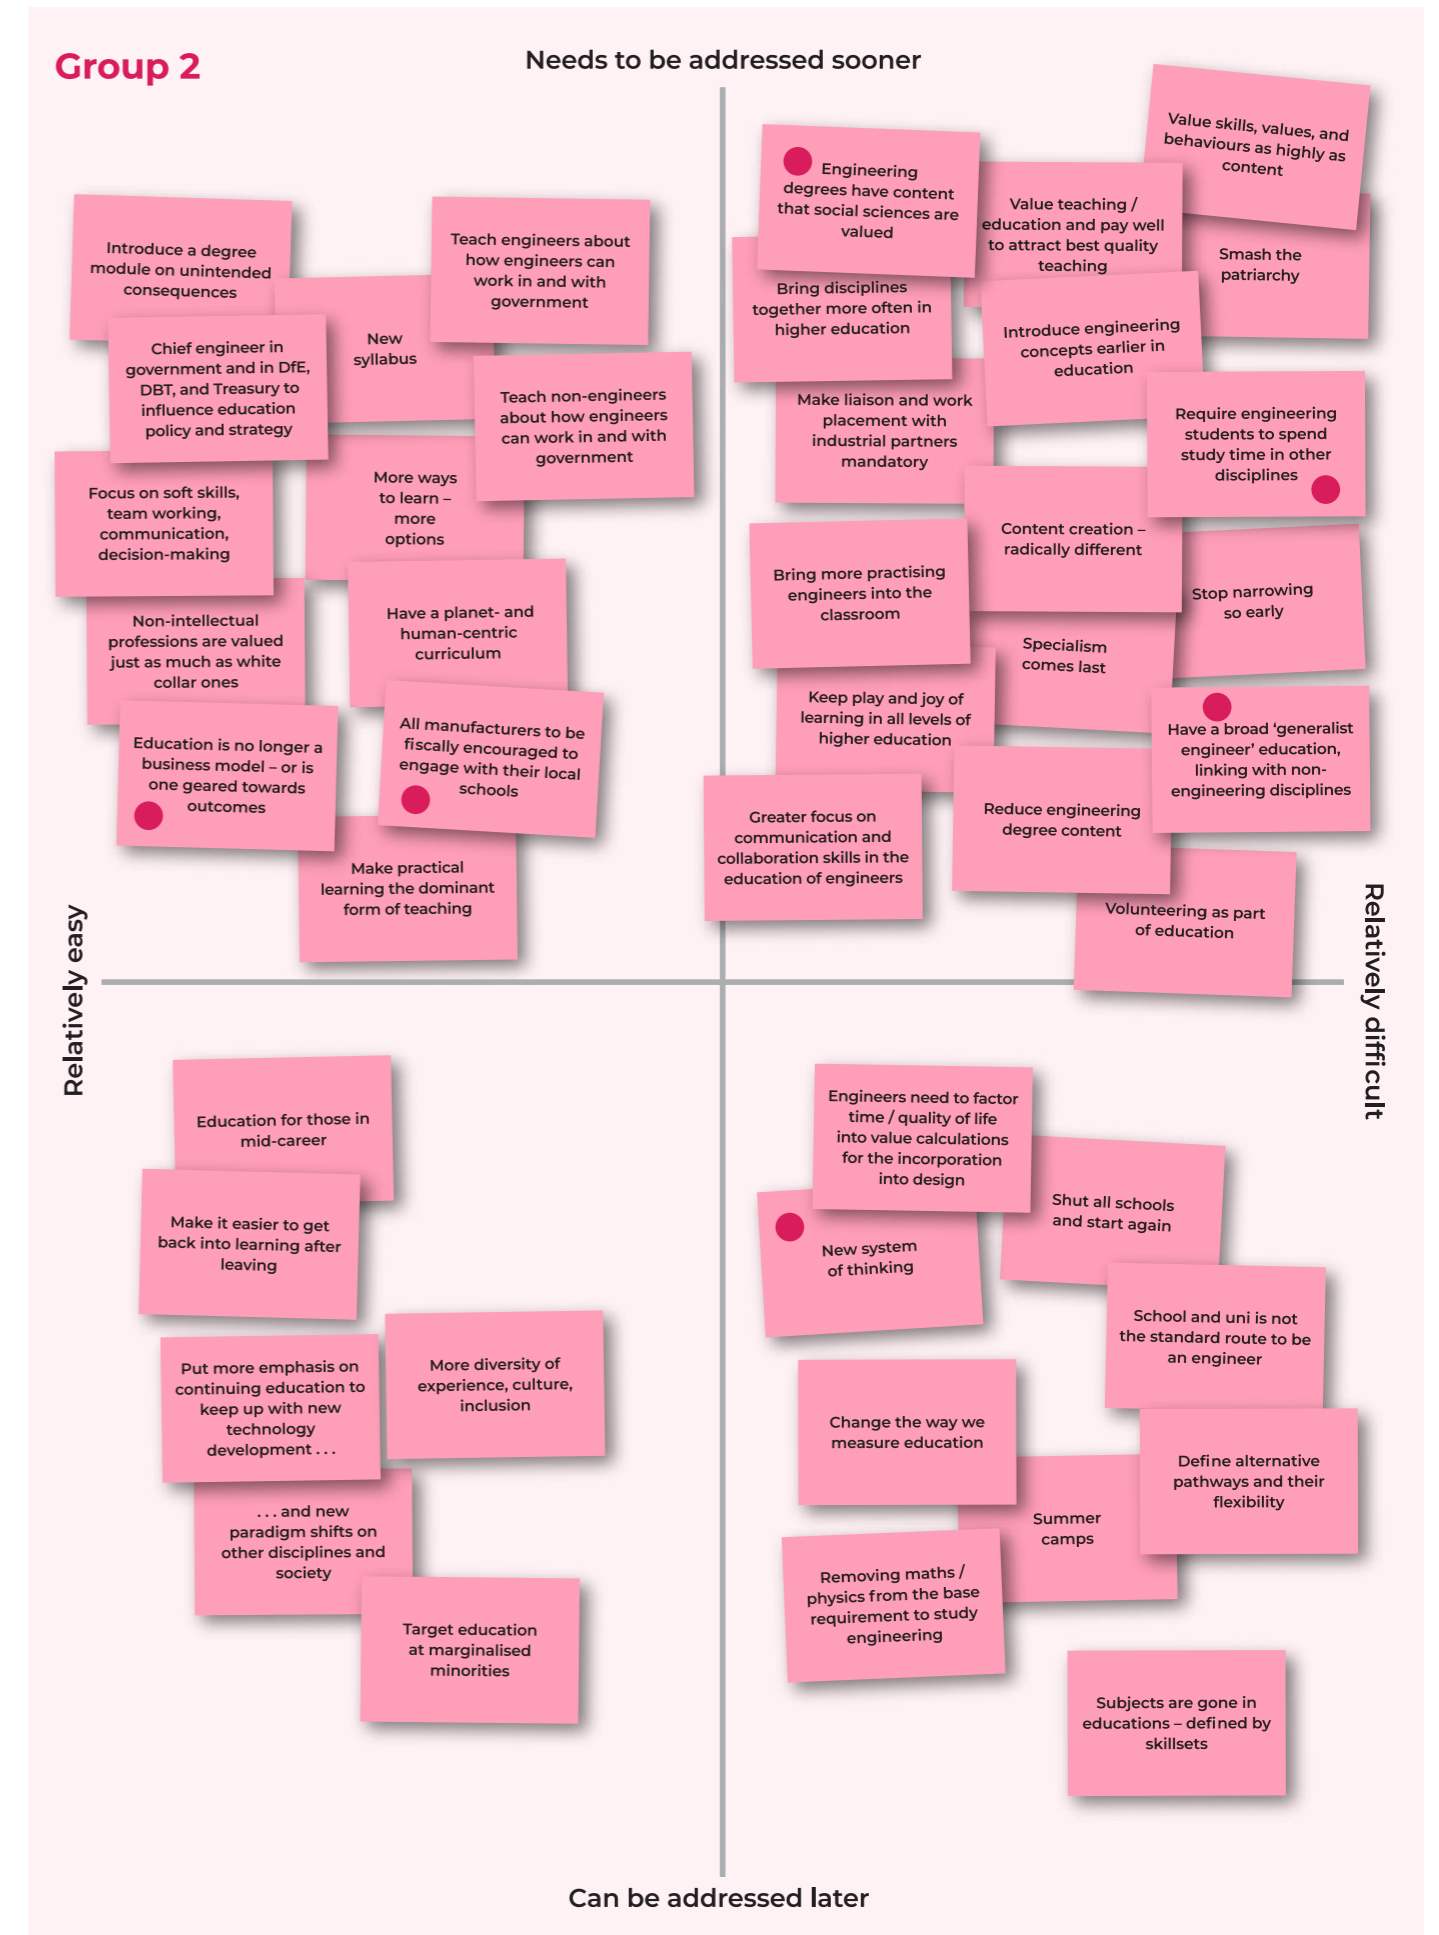 Group 2
Needs to be addressed sooner
Introduce a degree
module on unintended
consequences
Teach engineers about
how engineers can
work in and with
government
New
syllabus
Chief engineer in
government and in DfE,
DBT, and Treasury to
influence education
policy and strategy
Teach non-engineers
about how engineers
can work in and with
government
Focus on soft skills,
team working,
communication,
decision-making
More ways
to learn –
more
options
Non-intellectual
professions are valued
just as much as white
collar ones
Have a planet- and
human-centric
curriculum
Education is no longer a
business model – or is
one geared towards
outcomes
All manufacturers to be
fiscally encouraged to
engage with their local
schools
Make practical
learning the dominant
form of teaching
Value skills, values, and
behaviours as highly as
content
Engineering
degrees have content
that social sciences are
valued
Value teaching /
education and pay well
to attract best quality
teaching
Smash the
patriarchy
Bring disciplines
together more often in
higher education
Introduce engineering
concepts earlier in
education
Make liaison and work
placement with
industrial partners
mandatory
Require engineering
students to spend
study time in other
disciplines
Content creation –
radically different
Bring more practising
engineers into the
classroom
Stop narrowing
so early
Specialism
comes last
Keep play and joy of
learning in all levels of
higher education
Have a broad ‘generalist
engineer’ education,
linking with non-
engineering disciplines
Greater focus on
communication and
collaboration skills in the
education of engineers
Reduce engineering
degree content
Volunteering as part
of education
Relatively easy
Relatively difficult
Education for those in
mid-career
Make it easier to get
back into learning after
leaving
Put more emphasis on
continuing education to
keep up with new
technology
development . . .
More diversity of
experience, culture,
inclusion
. . . and new
paradigm shifts on
other disciplines and
society
Target education
at marginalised
minorities
Engineers need to factor
time / quality of life
into value calculations
for the incorporation
into design
Shut all schools
and start again
New system
of thinking
School and uni is not
the standard route to be
an engineer
Change the way we
measure education
Define alternative
pathways and their
flexibility
Summer
camps
Removing maths /
physics from the base
requirement to study
engineering
Subjects are gone in
educations – defined by
skillsets
Can be addressed later